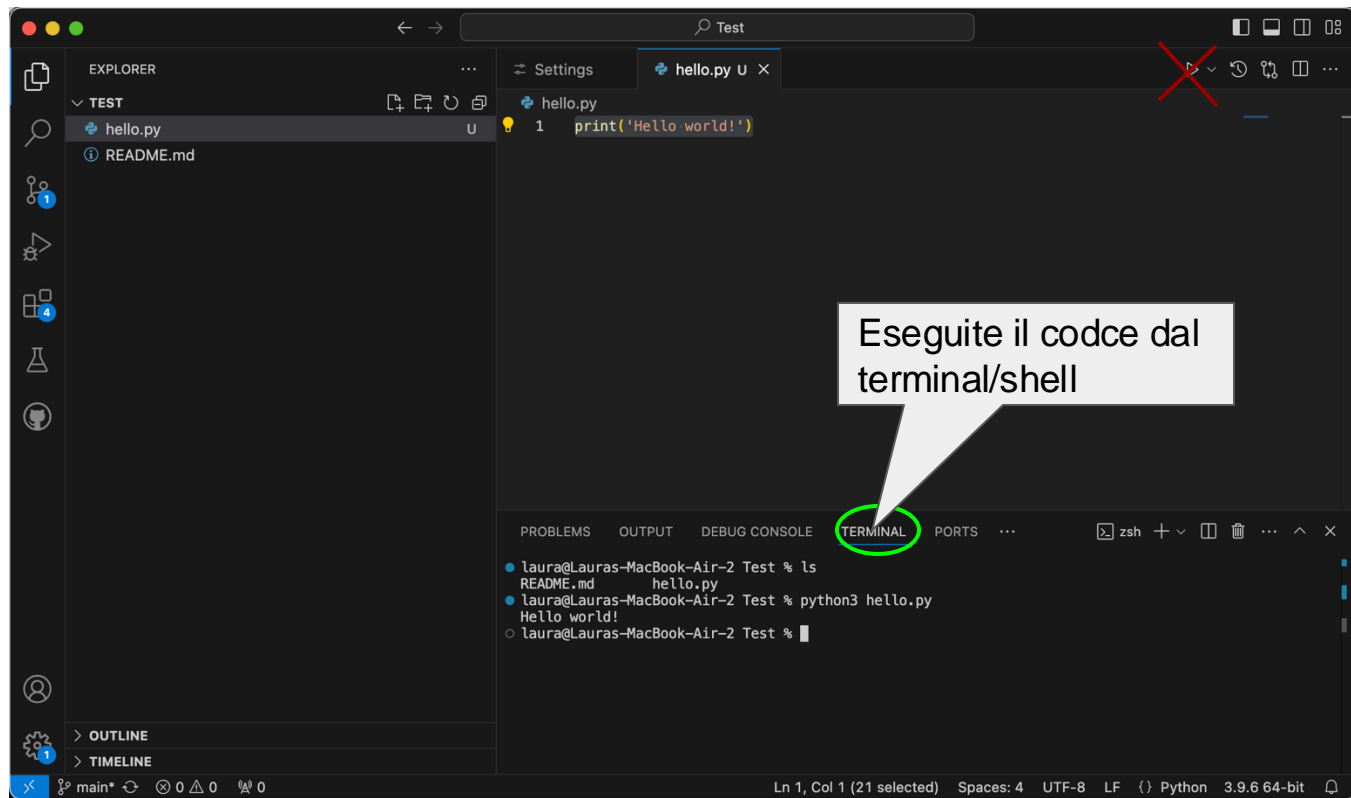 Test
EXPLORER
Settings
hello.py U
TEST
hello.py
hello.py U
1 print('Hello world!')
README.md
1
4
Eseguite il codce dal
terminal/shell
PROBLEMS OUTPUT DEBUG CONSOLE TERMINAL PORTS
zsh
laura@Lauras-MacBook-Air-2 Test % ls
README.md hello.py
laura@Lauras-MacBook-Air-2 Test % python3 hello.py
Hello world!
laura@Lauras-MacBook-Air-2 Test %
OUTLINE
1
TIMELINE
main* 0 0 0
Ln 1, Col 1 (21 selected) Spaces: 4 UTF-8 LF {} Python 3.9.6 64-bit